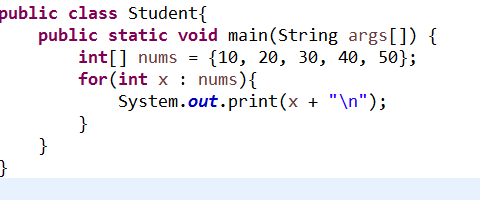 public class Student{
    public static void main(String args[]) {
        int[] nums = {10, 20, 30, 40, 50};
        for(int x : nums){
            System.out.print(x + "\n");
        }
    }
}